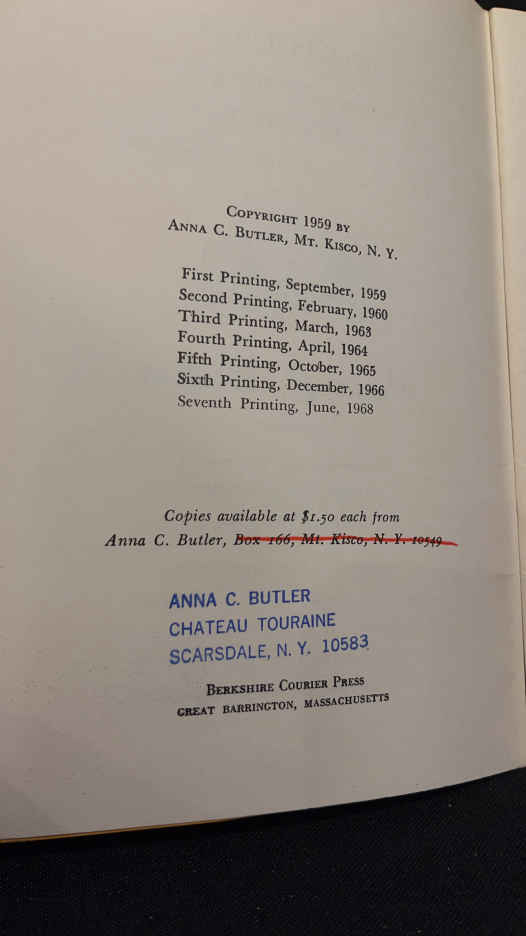 Copyright 1959 by
Anna C. Butler, Mt. Kisco, N. Y.
First Printing, September, 1959
Second Printing, February, 1960
Third Printing, March, 1963
Fourth Printing, April, 1964
Fifth Printing, October, 1965
Sixth Printing, December, 1966
Seventh Printing, June, 1968
Copies available at $1.50 each from
Anna C. Butler, Box 166, Mt. Kisco, N. Y. 10549
ANNA C. BUTLER
CHATEAU TOURAINE
SCARSDALE, N. Y. 10583
Berkshire Courier Press
Great Barrington, Massachusetts